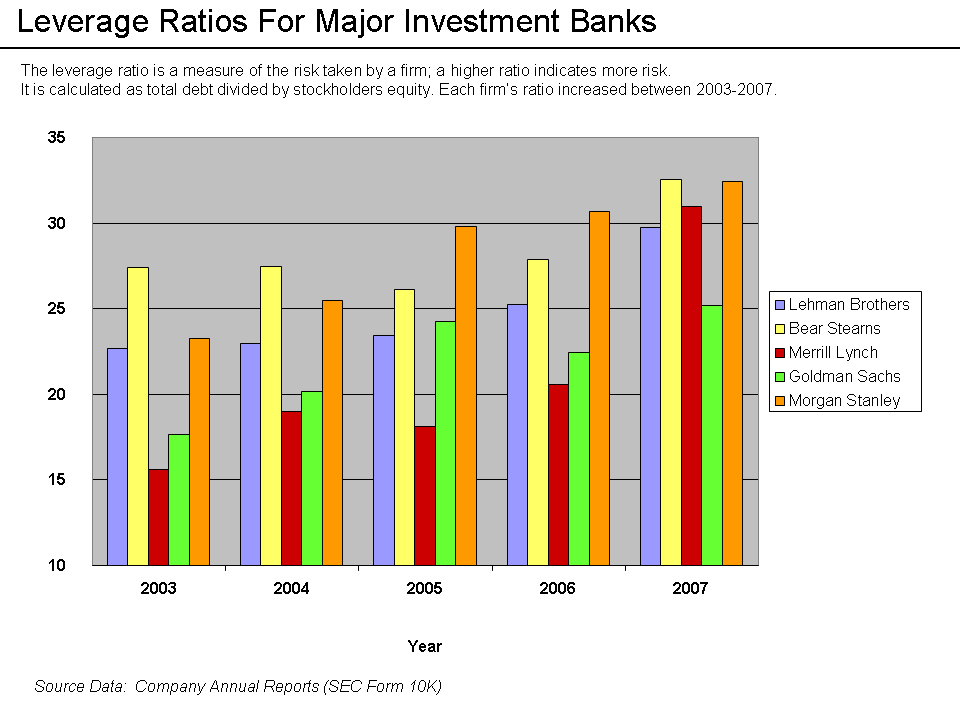 Leverage Ratios For Major Investment Banks
The leverage ratio is a measure of the risk taken by a firm; a higher ratio indicates more risk.
It is calculated as total debt divided by stockholders equity. Each firm's ratio increased between 2003-2007.
35
30
25
20
15
10
2003 2004 2005 2006 2007
Year
Lehman Brothers
Bear Stearns
Merrill Lynch
Goldman Sachs
Morgan Stanley
Source Data: Company Annual Reports (SEC Form 10K)